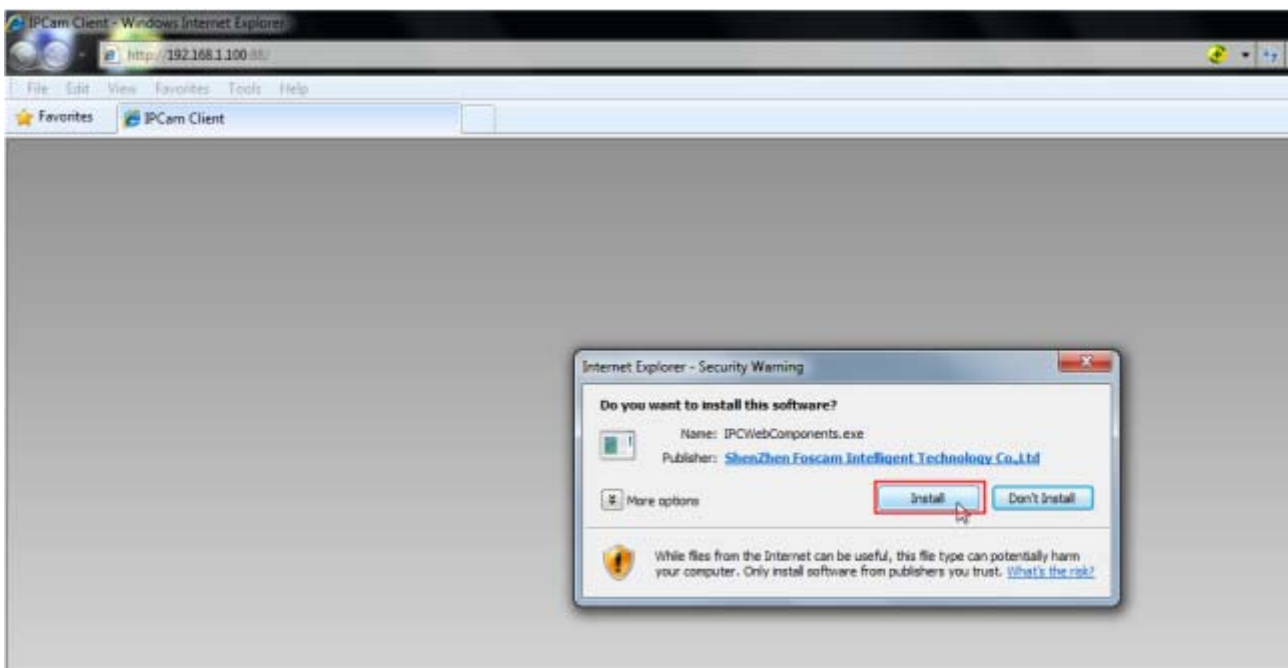 IPCam Client - Windows Internet Explorer
http://192.168.1.100:88/
File Edit View Favorites Tools Help
Favorites IPCam Client
Internet Explorer - Security Warning
Do you want to install this software?
Name: IPCWebComponents.exe
Publisher: ShenZhen Foscam Intelligent Technology Co.,Ltd
More options Install Don't Install
While files from the Internet can be useful, this file type can potentially harm
your computer. Only install software from publishers you trust. What's the risk?